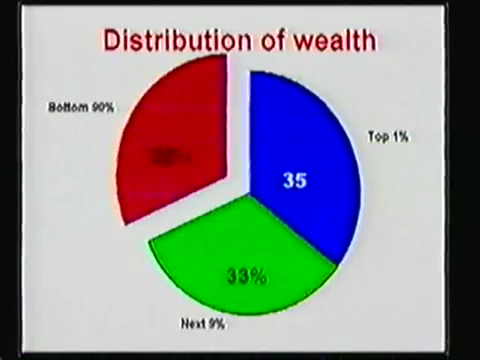 Distribution of wealth
Bottom 90%
Top 1%
35
33%
Next 9%